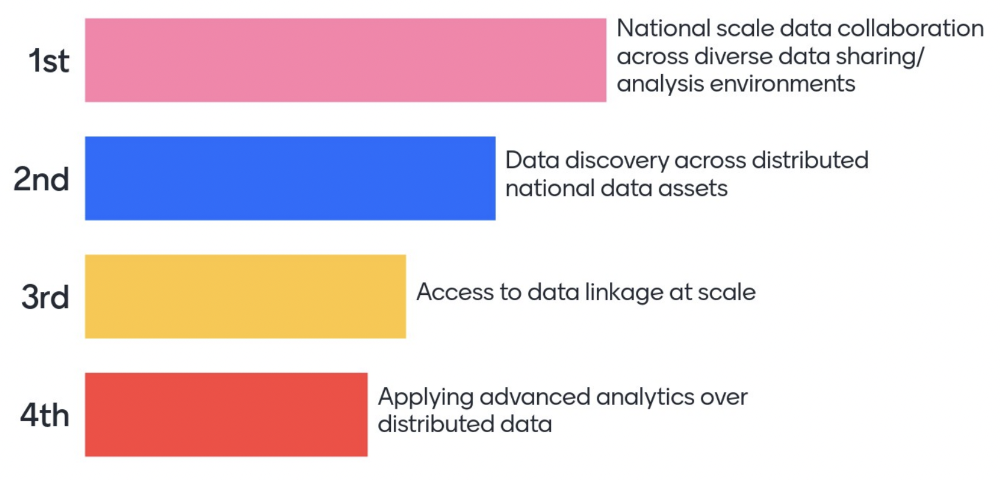 1st
National scale data collaboration
across diverse data sharing/
analysis environments
2nd
Data discovery across distributed
national data assets
3rd
Access to data linkage at scale
4th
Applying advanced analytics over
distributed data